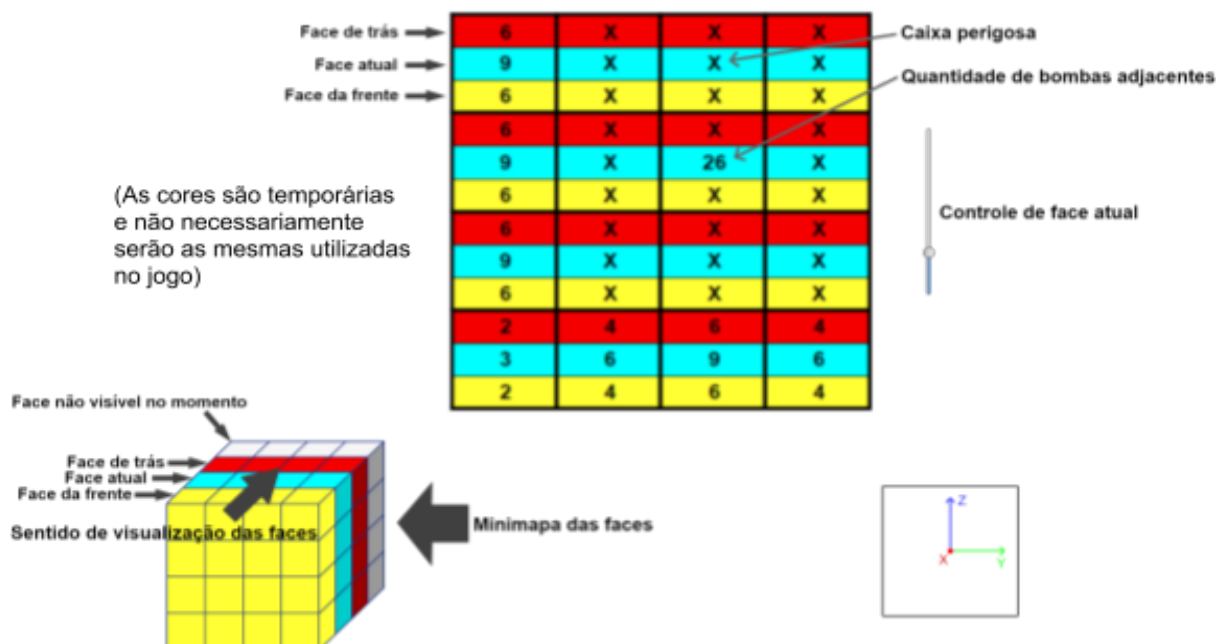 Face de trás
6 X X X
Caixa perigosa
Face atual
9 X X X
Quantidade de bombas adjacentes
Face da frente
6 X X X
6 X X X
9 X 26 X
6 X X X
(As cores são temporárias
e não necessariamente
serão as mesmas utilizadas
no jogo)
Controle de face atual
6 X X X
9 X X X
6 X X X
2 4 6 4
3 6 9 6
2 4 6 4
Face não visível no momento
Face de trás
Face atual
Face da frente
Sentido de visualização das faces
Minimapa das faces
Z
X
Y